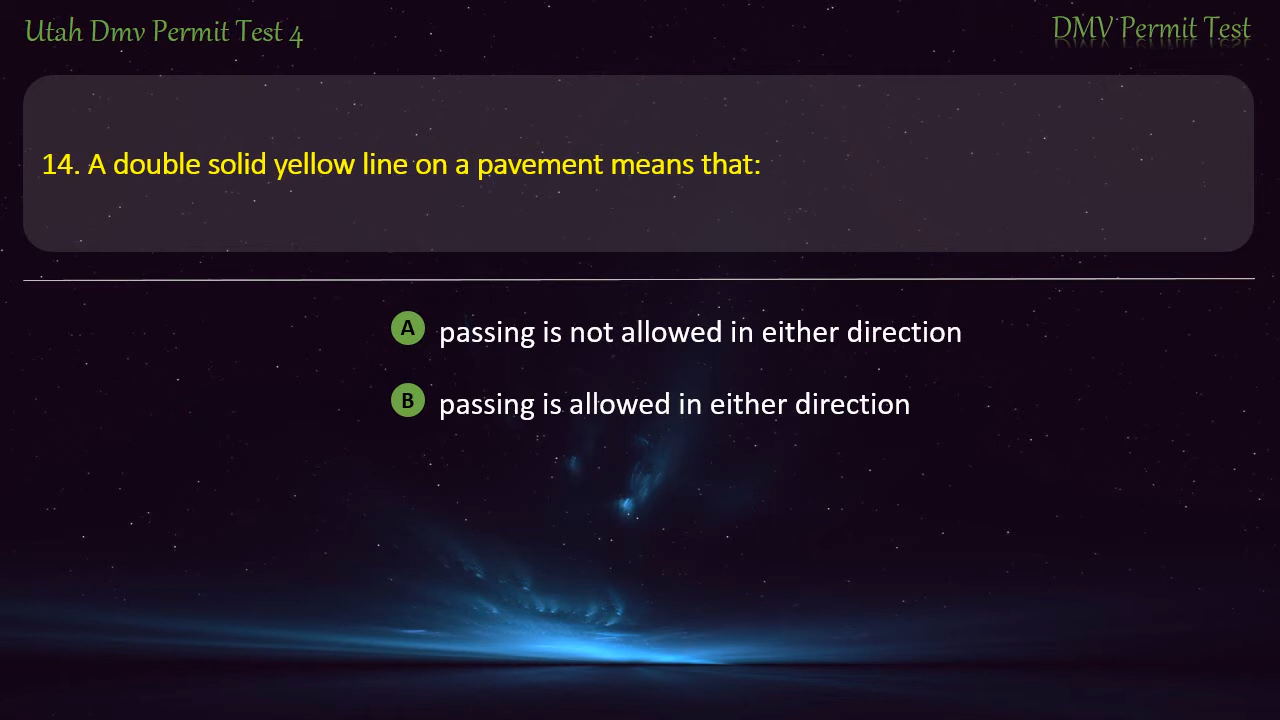 Utah Dmv Permit Test 4
DMV Permit Test
14. A double solid yellow line on a pavement means that:
A passing is not allowed in either direction
B passing is allowed in either direction